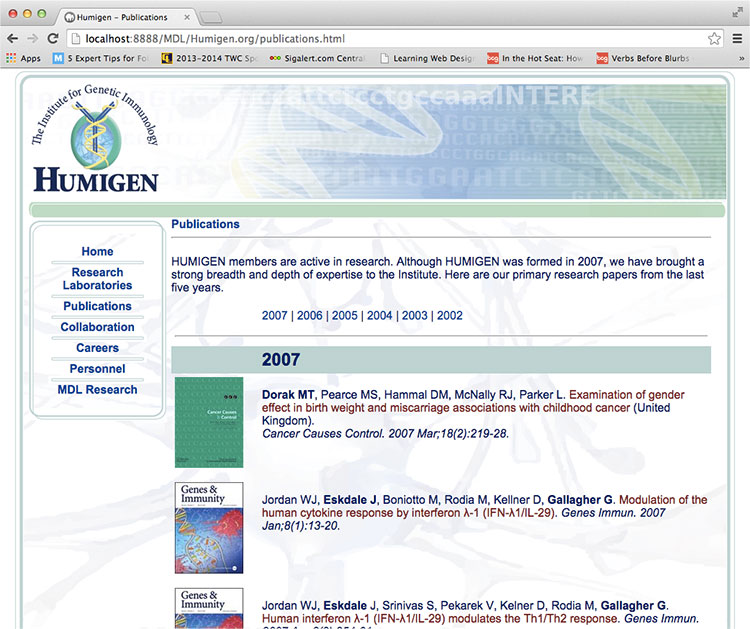 Humigen – Publications
localhost:8888/MDL/Humigen.org/publications.html
Apps
5 Expert Tips for Fol
2013–2014 TWC Spo
Sigalert.com Central
Learning Web Desig
In the Hot Seat: How
Verbs Before Blurbs
»
The Institute for Genetic Immunology
HUMIGEN
Home
Research
Laboratories
Publications
Collaboration
Careers
Personnel
MDL Research
Publications
HUMIGEN members are active in research. Although HUMIGEN was formed in 2007, we have brought a
strong breadth and depth of expertise to the Institute. Here are our primary research papers from the last
five years.
2007 | 2006 | 2005 | 2004 | 2003 | 2002
2007
Cancer Causes
& Control
Dorak MT, Pearce MS, Hammal DM, McNally RJ, Parker L. Examination of gender
effect in birth weight and miscarriage associations with childhood cancer (United
Kingdom).
Cancer Causes Control. 2007 Mar;18(2):219-28.
Genes &
Immunity
Jordan WJ, Eskdale J, Boniotto M, Rodia M, Kellner D, Gallagher G. Modulation of the
human cytokine response by interferon λ-1 (IFN-λ1/IL-29). Genes Immun. 2007
Jan;8(1):13-20.
Genes &
Immunity
Jordan WJ, Eskdale J, Srinivas S, Pekarek V, Kelner D, Rodia M, Gallagher G.
Human interferon λ-1 (IFN-λ1/IL-29) modulates the Th1/Th2 response. Genes Immun.